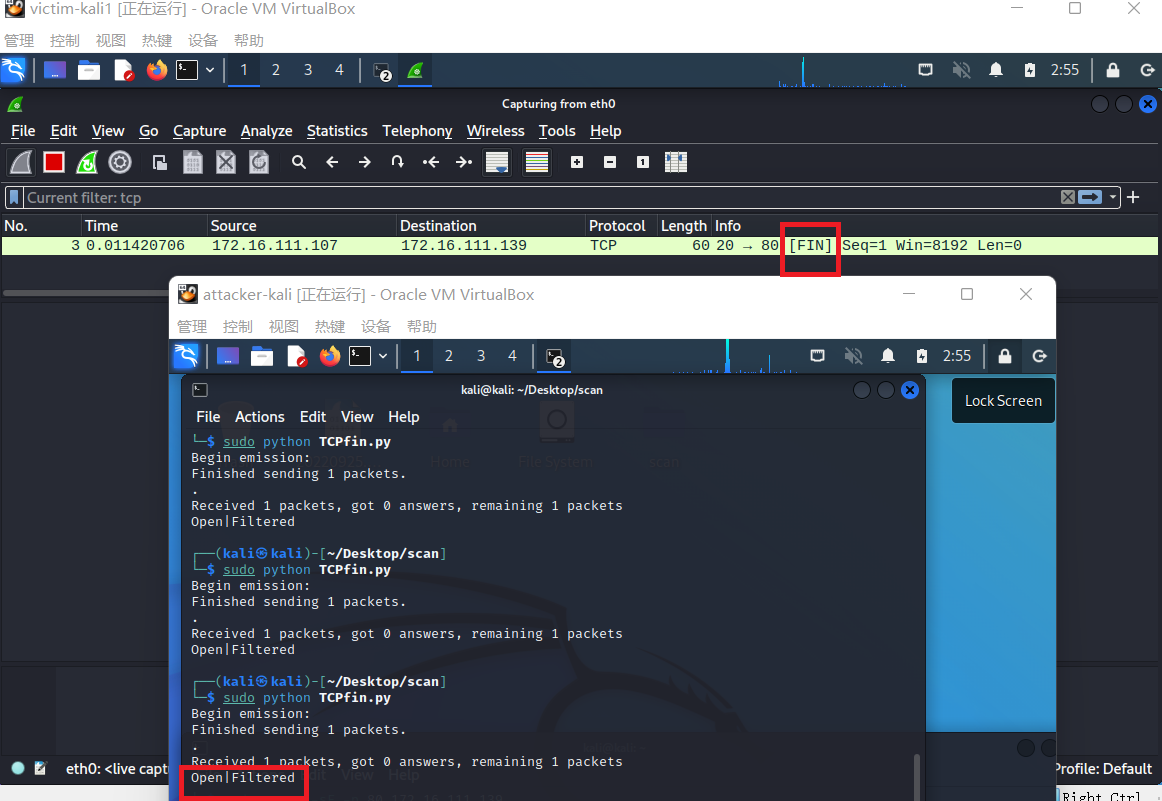 victim-kali1 [正在运行] - Oracle VM VirtualBox
管理 控制 视图 热键 设备 帮助
1 2 3 4 2 2:55
Capturing from eth0
File Edit View Go Capture Analyze Statistics Telephony Wireless Tools Help
Current filter: tcp
No. Time Source Destination Protocol Length Info
3 0.011420706 172.16.111.107 172.16.111.139 TCP 60 20 → 80 [FIN] Seq=1 Win=8192 Len=0
attacker-kali [正在运行] - Oracle VM VirtualBox
管理 控制 视图 热键 设备 帮助
1 2 3 4 2 2:55
kali@kali: ~/Desktop/scan
Lock Screen
File Actions Edit View Help
└─$ sudo python TCPfin.py
Begin emission:
Finished sending 1 packets.
.
Received 1 packets, got 0 answers, remaining 1 packets
Open|Filtered
┌──(kali㉿kali)-[~/Desktop/scan]
└─$ sudo python TCPfin.py
Begin emission:
Finished sending 1 packets.
.
Received 1 packets, got 0 answers, remaining 1 packets
Open|Filtered
┌──(kali㉿kali)-[~/Desktop/scan]
└─$ sudo python TCPfin.py
Begin emission:
Finished sending 1 packets.
.
Received 1 packets, got 0 answers, remaining 1 packets
Open|Filtered
Home File System scan
View Help
eth0: <live capt
Profile: Default
Right Ctrl